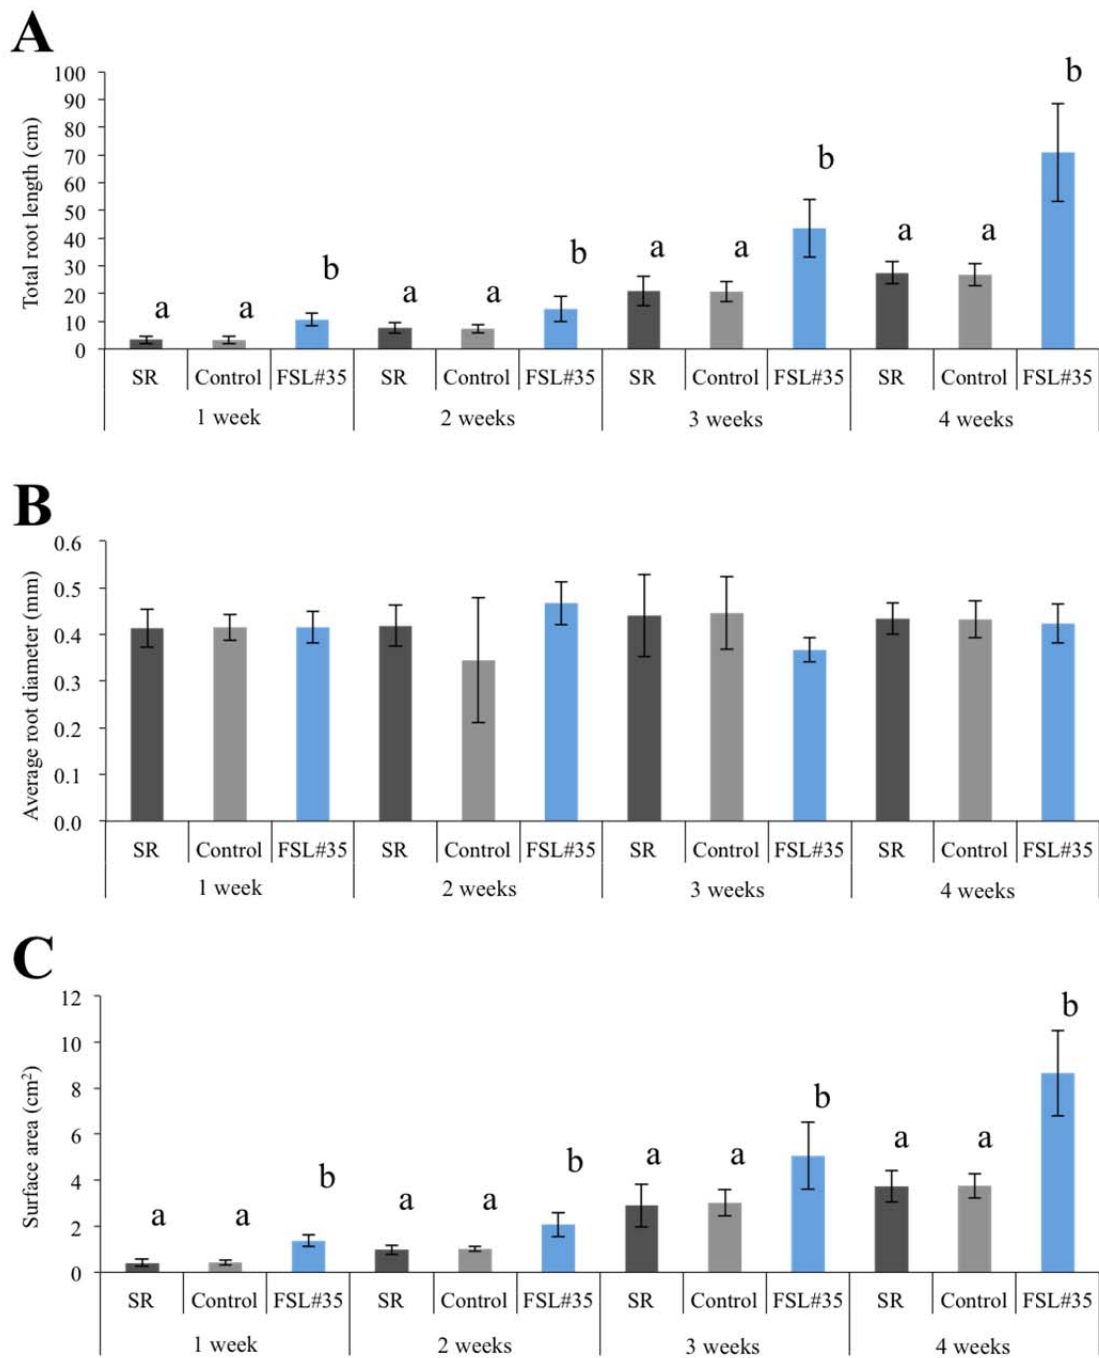 A
Total root length (cm)
100
90
80
70
60
50
40
30
20
10
0
a a b a a b a a b a a b
SR Control FSL#35 SR Control FSL#35 SR Control FSL#35 SR Control FSL#35
1 week 2 weeks 3 weeks 4 weeks
B
Average root diameter (mm)
0.6
0.5
0.4
0.3
0.2
0.1
0.0
SR Control FSL#35 SR Control FSL#35 SR Control FSL#35 SR Control FSL#35
1 week 2 weeks 3 weeks 4 weeks
C
Surface area (cm²)
12
10
8
6
4
2
0
a a b a a b a a b a a b
SR Control FSL#35 SR Control FSL#35 SR Control FSL#35 SR Control FSL#35
1 week 2 weeks 3 weeks 4 weeks